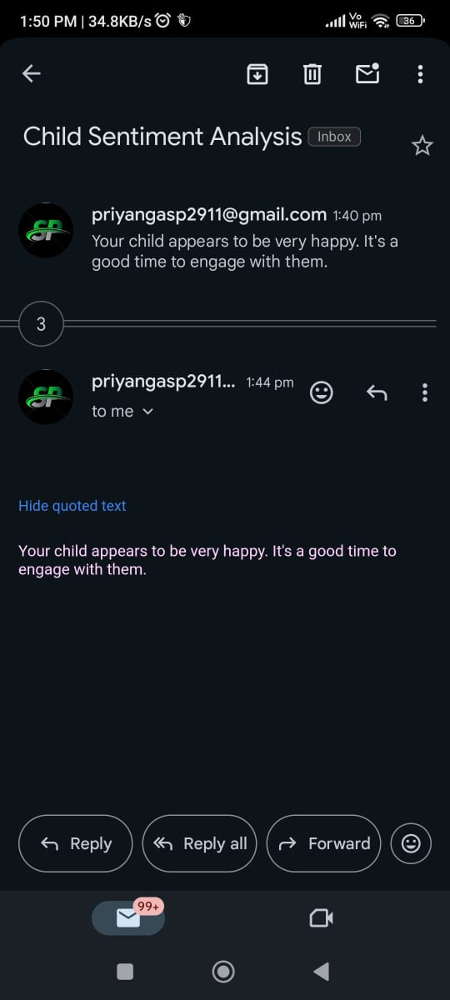 1:50 PM | 34.8KB/s
Vo
WiFi
36
Child Sentiment Analysis
Inbox
SP
priyangasp2911@gmail.com 1:40 pm
Your child appears to be very happy. It's a
good time to engage with them.
3
SP
priyangasp2911... 1:44 pm
to me
Hide quoted text
Your child appears to be very happy. It's a good time to
engage with them.
Reply
Reply all
Forward
99+